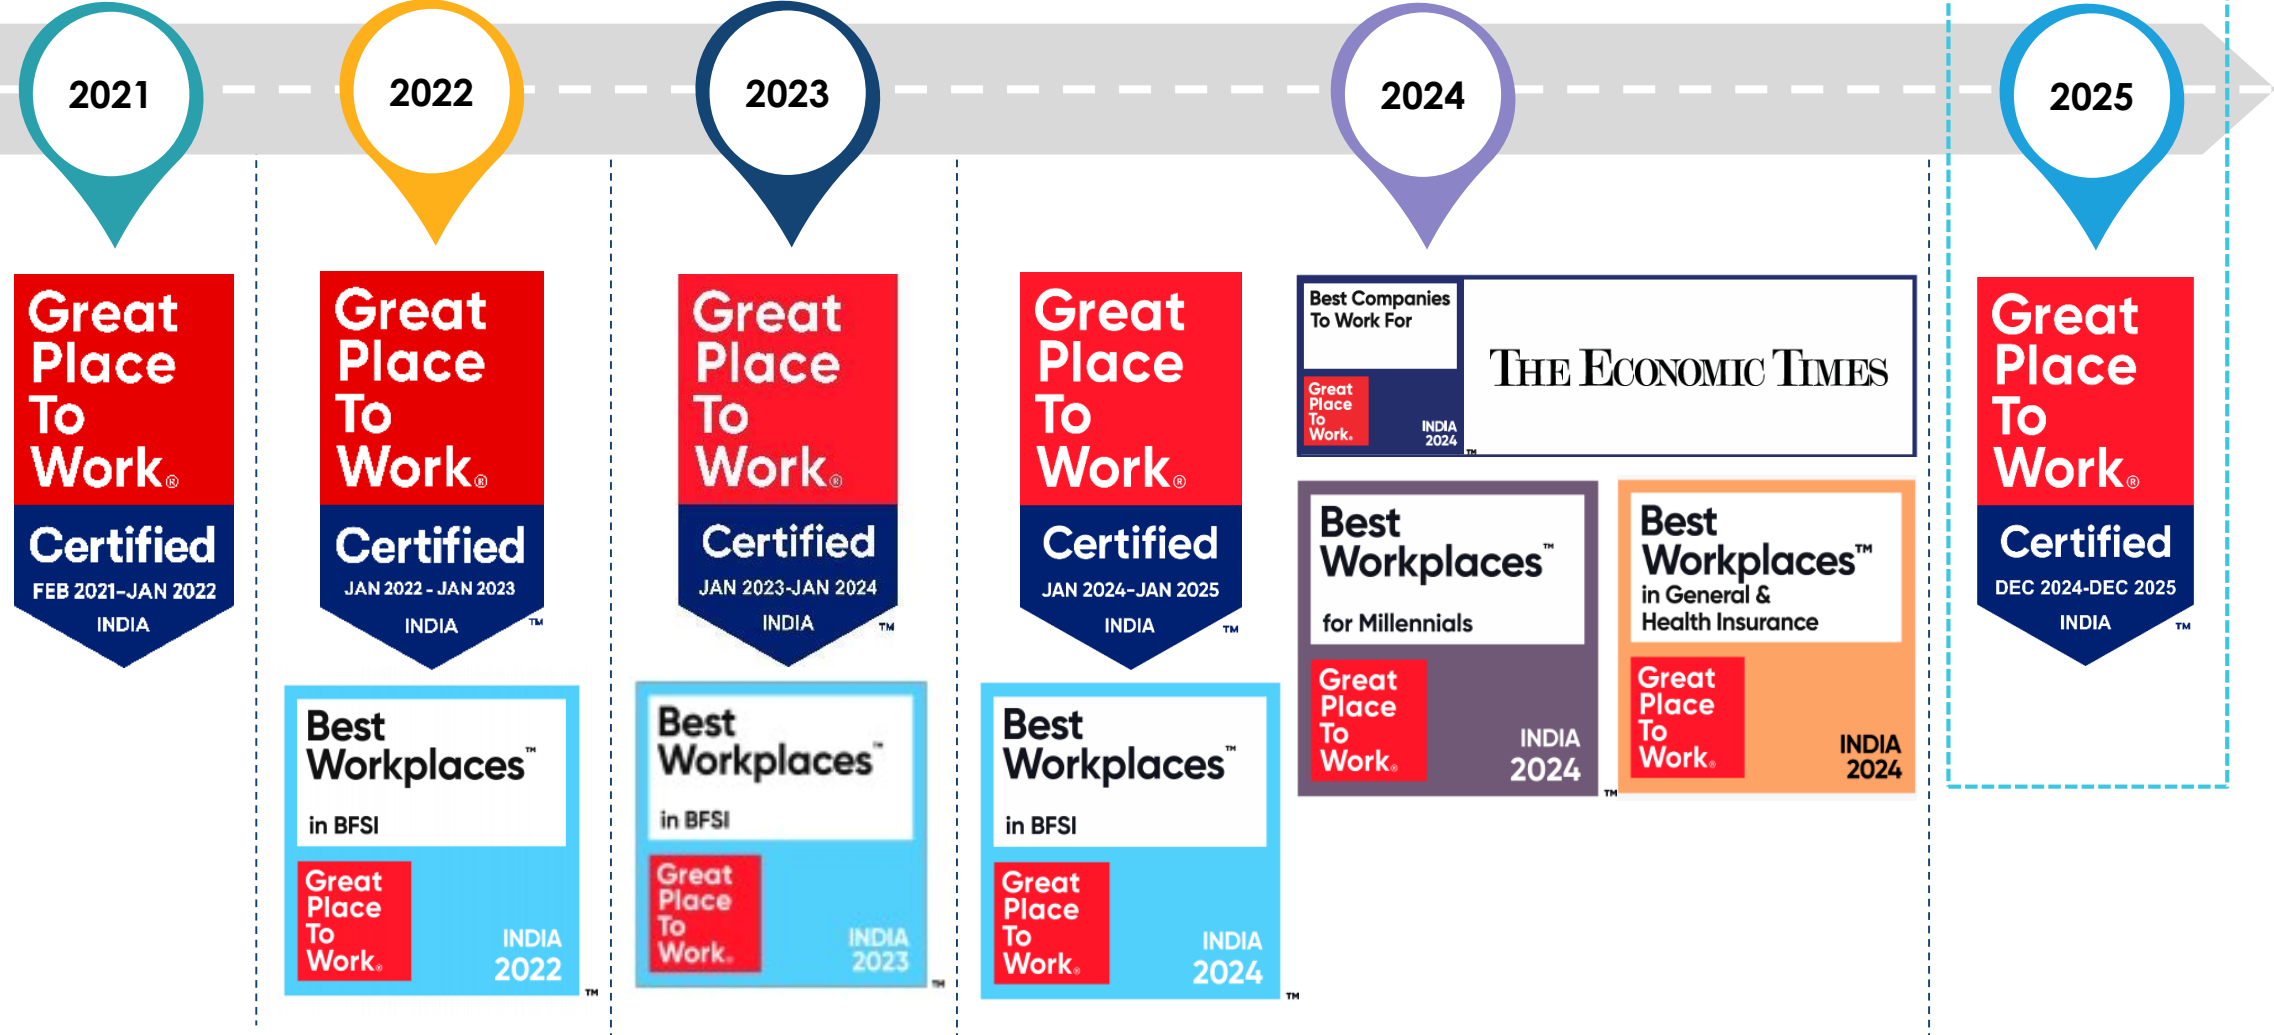 2021
2022
2023
2024
2025
Great
Place
To
Work®
Certified
FEB 2021-JAN 2022
INDIA
Great
Place
To
Work®
Certified
JAN 2022 - JAN 2023
INDIA
™
Best
Workplaces™
in BFSI
Great
Place
To
Work®
INDIA
2022
™
Great
Place
To
Work®
Certified
JAN 2023-JAN 2024
INDIA
™
Best
Workplaces™
in BFSI
Great
Place
To
Work®
INDIA
2023
™
Great
Place
To
Work®
Certified
JAN 2024-JAN 2025
INDIA
™
Best
Workplaces™
in BFSI
Great
Place
To
Work®
INDIA
2024
™
Best Companies
To Work For
Great
Place
To
Work®
INDIA
2024
™
THE ECONOMIC TIMES
Best
Workplaces™
for Millennials
Great
Place
To
Work®
INDIA
2024
™
Best
Workplaces™
in General &
Health Insurance
Great
Place
To
Work®
INDIA
2024
Great
Place
To
Work®
Certified
DEC 2024-DEC 2025
INDIA
™